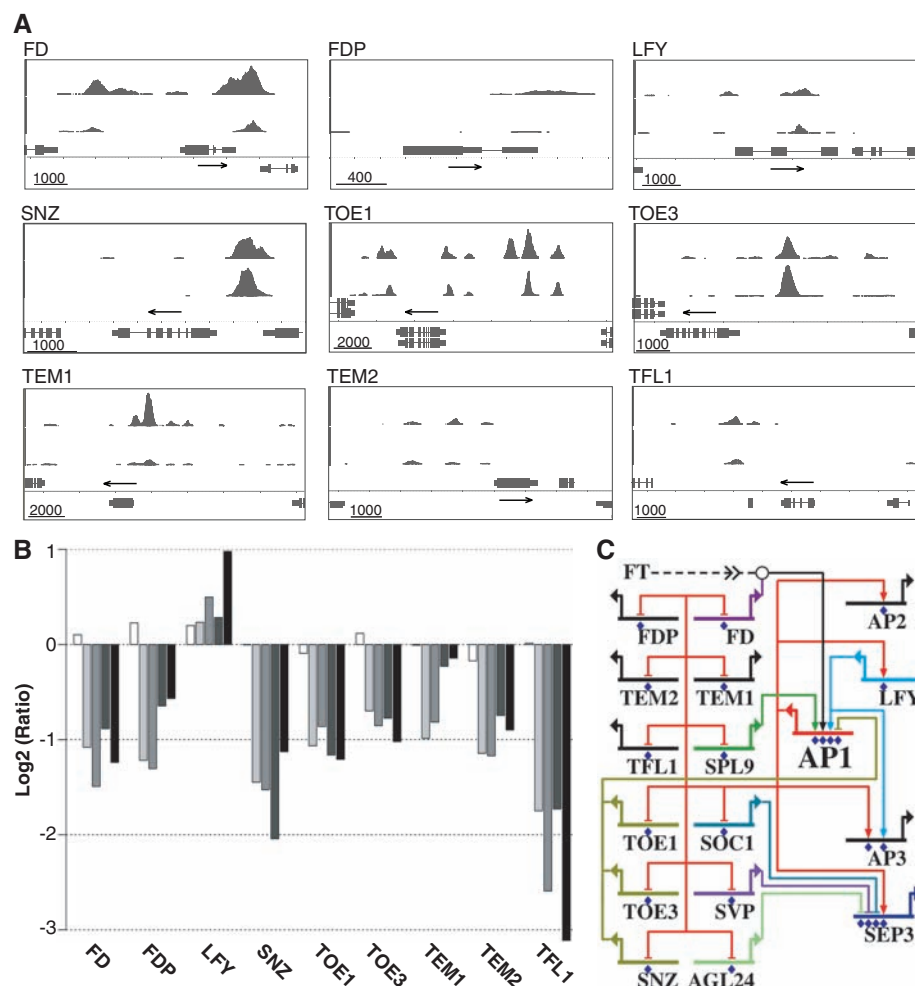 A
FD
FDP
LFY
1000
400
1000
SNZ
TOE1
TOE3
1000
2000
1000
TEM1
TEM2
TFL1
2000
1000
1000
B
Log2 (Ratio)
1
0
-1
-2
-3
FD
FDP
LFY
SNZ
TOE1
TOE3
TEM1
TEM2
TFL1
C
FT
FDP
FD
AP2
TEM2
TEM1
LFY
TFL1
SPL9
AP1
TOE1
SOC1
AP3
TOE3
SVP
SEP3
SNZ
AGL24